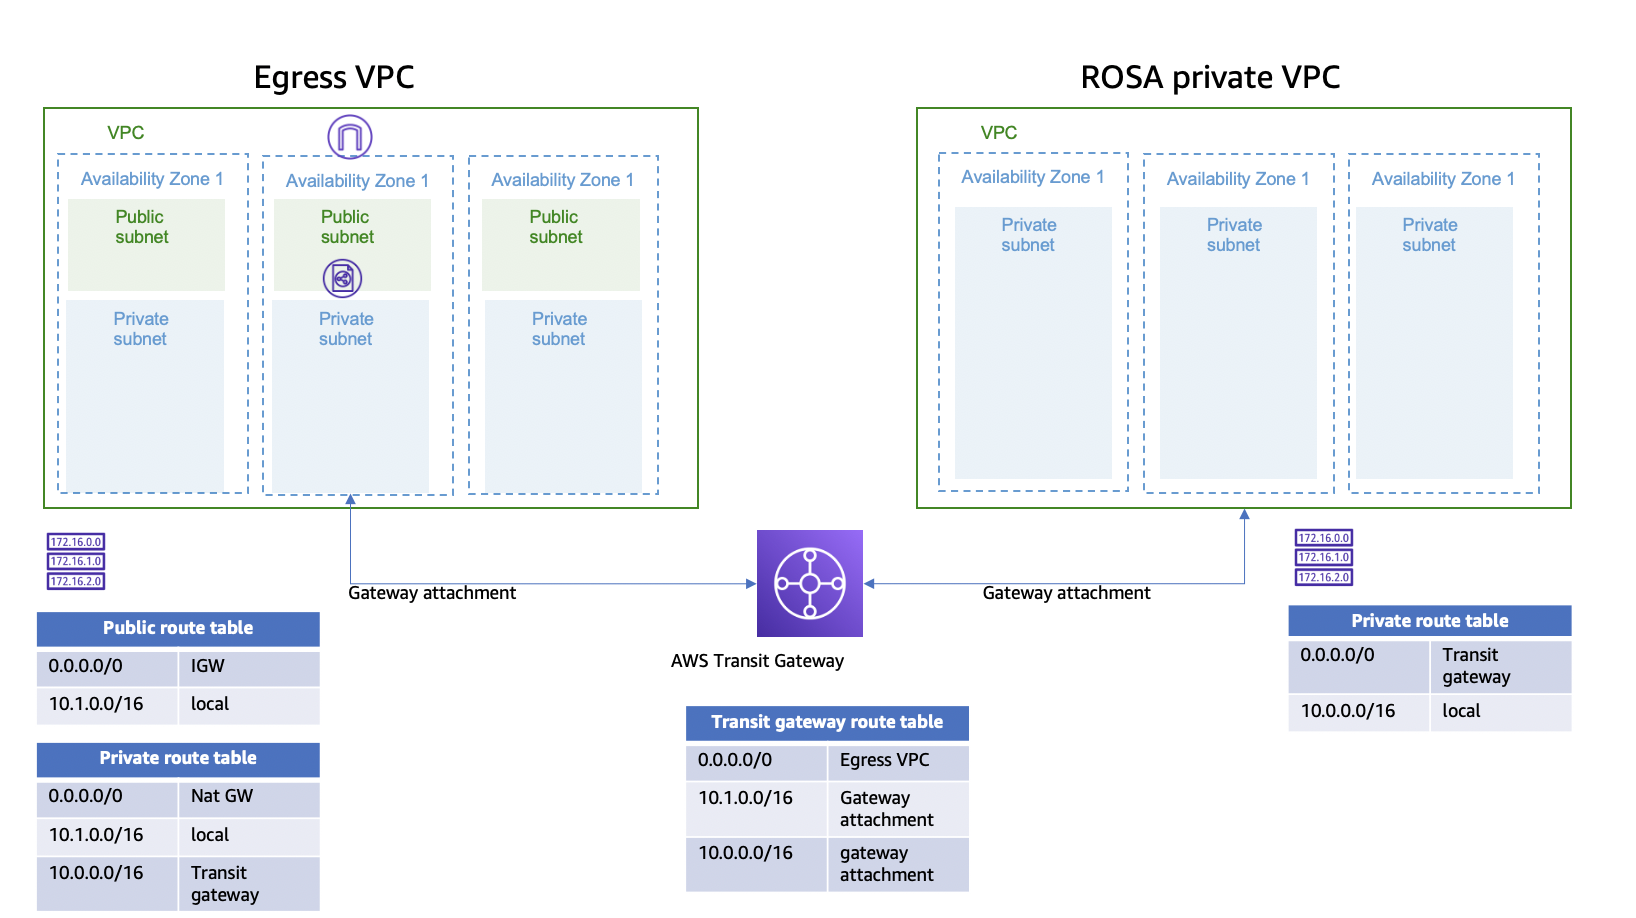 Egress VPC
ROSA private VPC
VPC
Availability Zone 1
Availability Zone 1
Availability Zone 1
Public
subnet
Public
subnet
Public
subnet
Private
subnet
Private
subnet
Private
subnet
VPC
Availability Zone 1
Availability Zone 1
Availability Zone 1
Private
subnet
Private
subnet
Private
subnet
172.16.0.0
172.16.1.0
172.16.2.0
Gateway attachment
Gateway attachment
AWS Transit Gateway
172.16.0.0
172.16.1.0
172.16.2.0
Public route table
0.0.0.0/0 IGW
10.1.0.0/16 local
Private route table
0.0.0.0/0 Nat GW
10.1.0.0/16 local
10.0.0.0/16 Transit
gateway
Transit gateway route table
0.0.0.0/0 Egress VPC
10.1.0.0/16 Gateway
attachment
10.0.0.0/16 gateway
attachment
Private route table
0.0.0.0/0 Transit
gateway
10.0.0.0/16 local